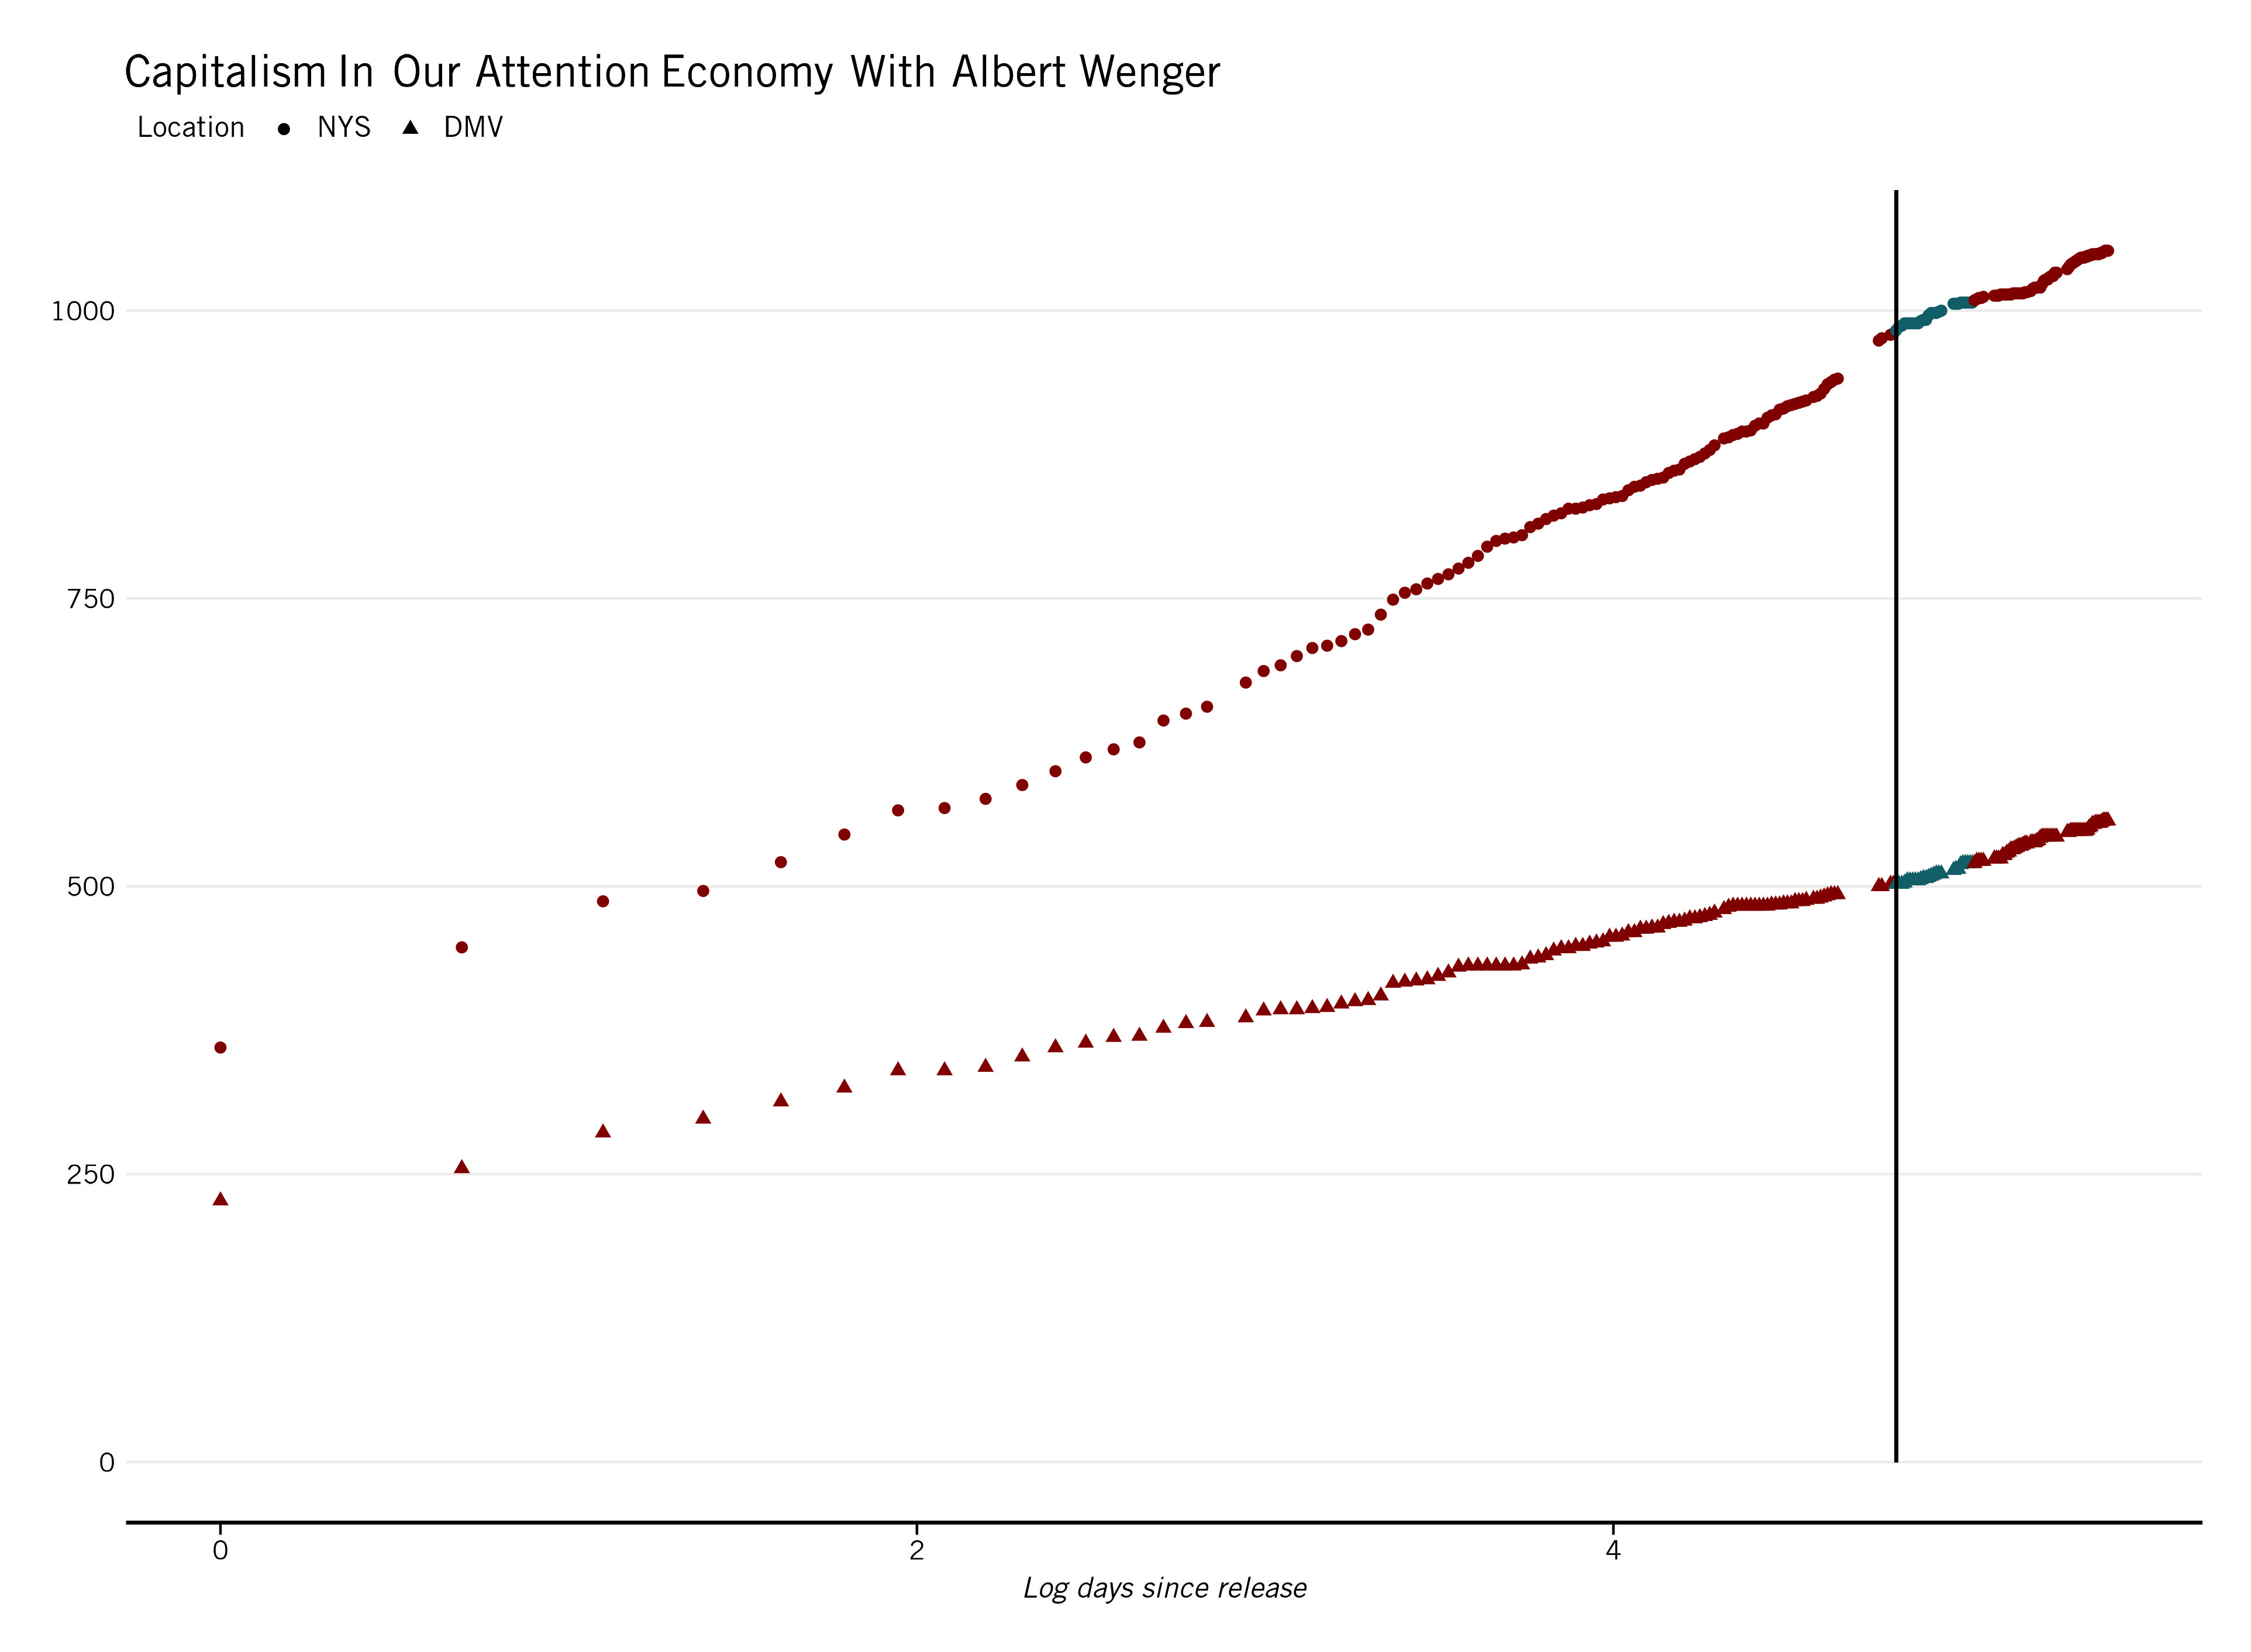 Capitalism In Our Attention Economy With Albert Wenger
Location NYS DMV
1000
750
500
250
0
0 2 4
Log days since release